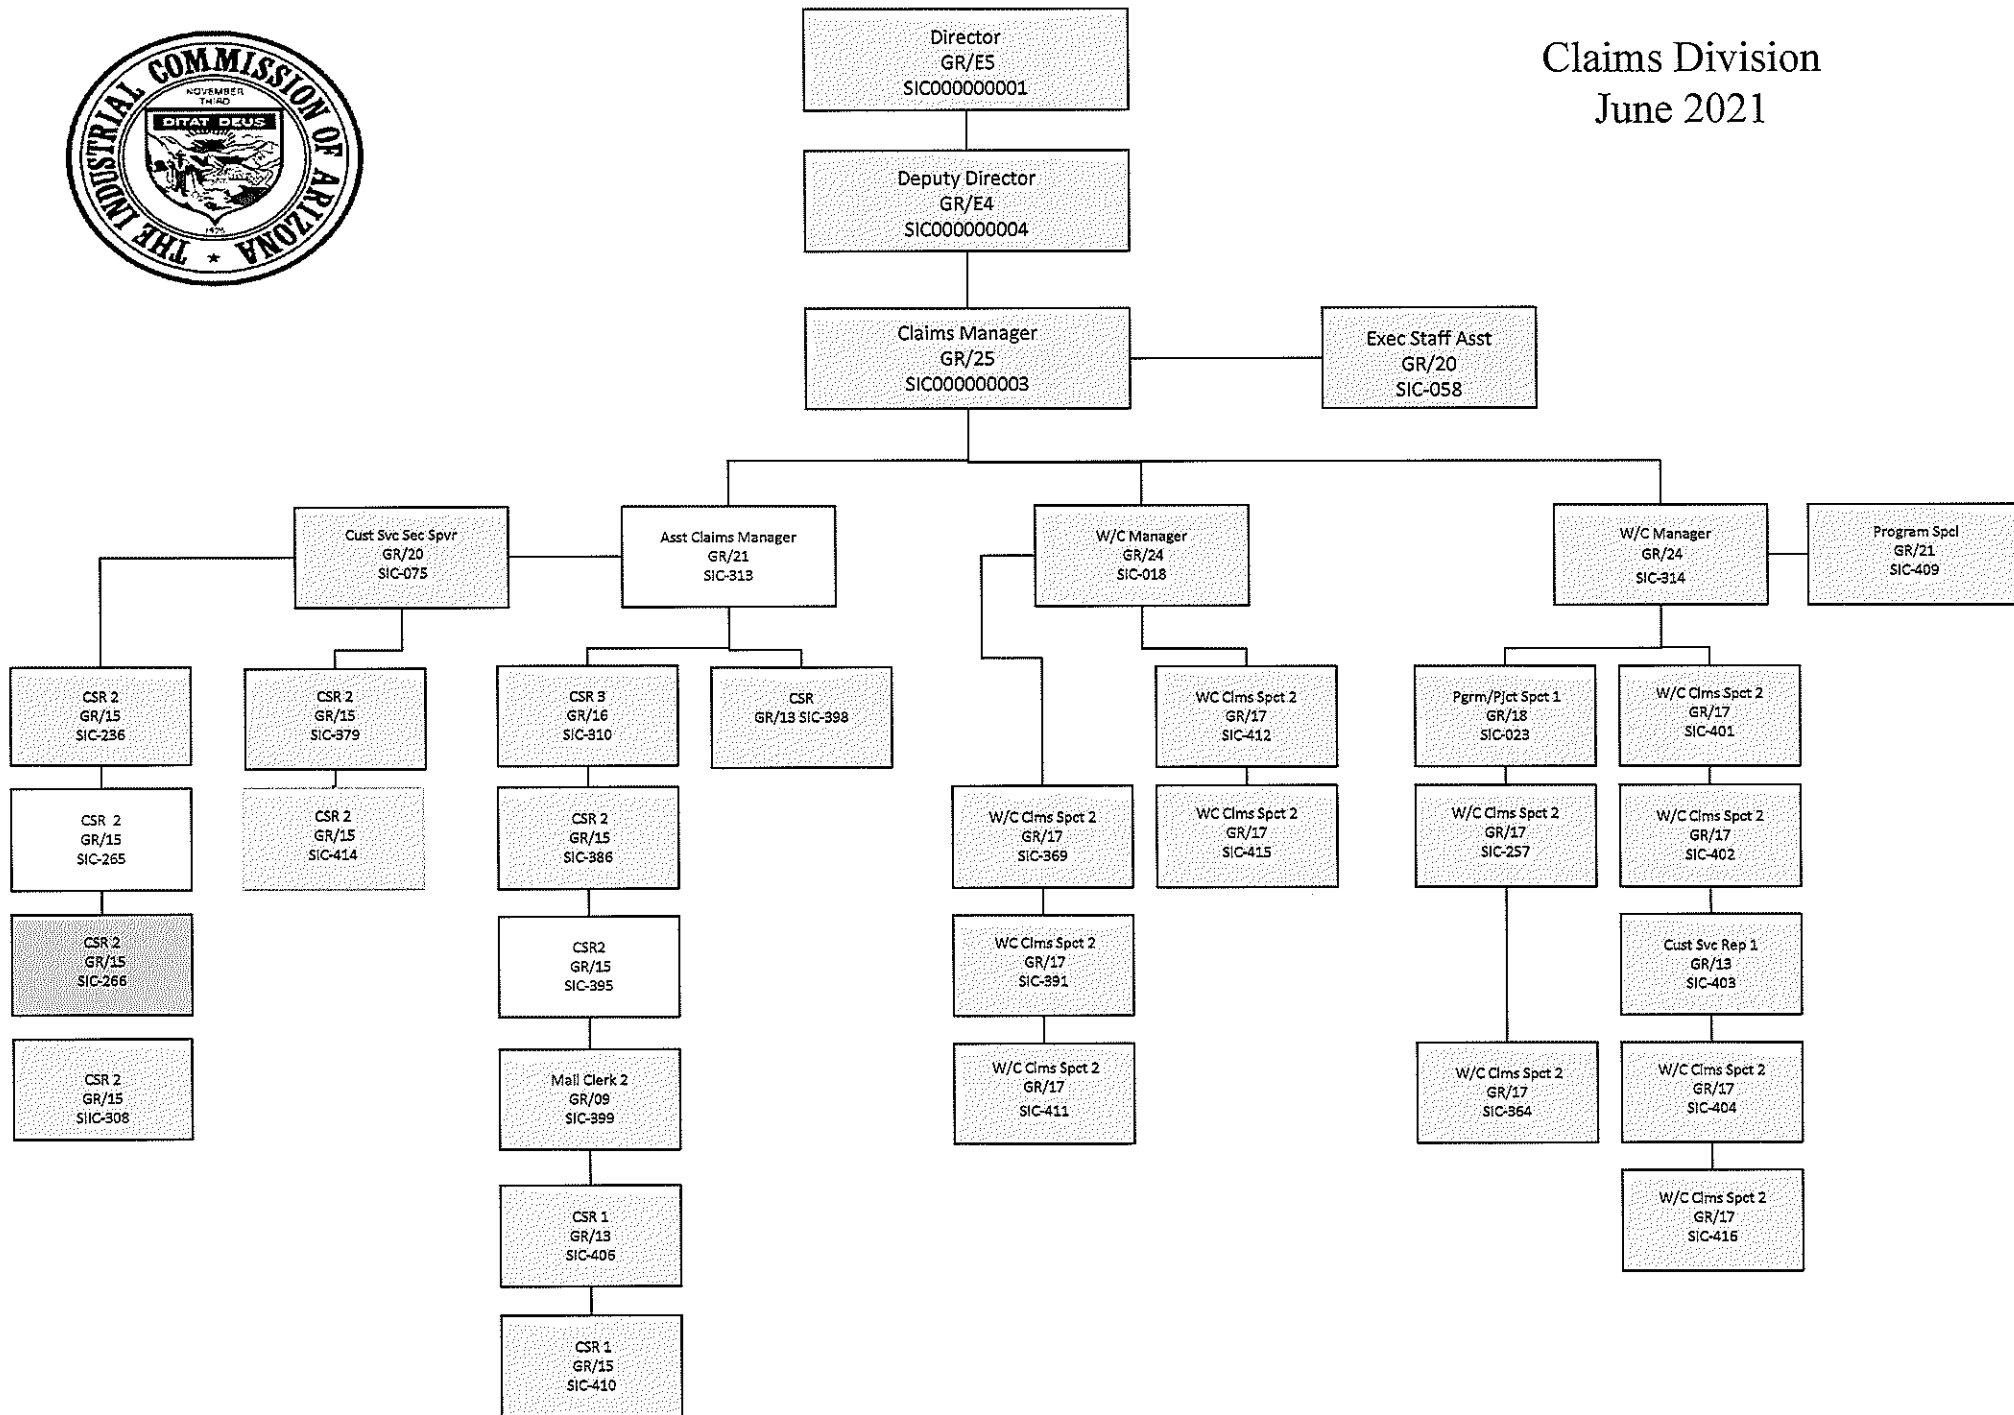 THE INDUSTRIAL COMMISSION OF ARIZONA
NOVEMBER
THIRD
DITAT DEUS
Claims Division
June 2021
Director
GR/E5
SIC000000001
Deputy Director
GR/E4
SIC000000004
Claims Manager
GR/25
SIC000000003
Exec Staff Asst
GR/20
SIC-058
Cust Svc Sec Spvr
GR/20
SIC-075
Asst Claims Manager
GR/21
SIC-313
W/C Manager
GR/24
SIC-018
W/C Manager
GR/24
SIC-314
Program Spcl
GR/21
SIC-409
CSR 2
GR/15
SIC-236
CSR 2
GR/15
SIC-379
CSR 3
GR/16
SIC-310
CSR
GR/13 SIC-398
WC Clms Spct 2
GR/17
SIC-412
Pgrm/Pjct Spct 1
GR/18
SIC-023
W/C Clms Spct 2
GR/17
SIC-401
CSR 2
GR/15
SIC-265
CSR 2
GR/15
SIC-414
CSR 2
GR/15
SIC-386
W/C Clms Spct 2
GR/17
SIC-369
WC Clms Spct 2
GR/17
SIC-415
W/C Clms Spct 2
GR/17
SIC-257
W/C Clms Spct 2
GR/17
SIC-402
CSR 2
GR/15
SIC-266
CSR2
GR/15
SIC-395
WC Clms Spct 2
GR/17
SIC-391
Cust Svc Rep 1
GR/13
SIC-403
CSR 2
GR/15
SIIC-308
Mail Clerk 2
GR/09
SIC-399
W/C Clms Spct 2
GR/17
SIC-411
W/C Clms Spct 2
GR/17
SIC-364
W/C Clms Spct 2
GR/17
SIC-404
CSR 1
GR/13
SIC-406
W/C Clms Spct 2
GR/17
SIC-416
CSR 1
GR/15
SIC-410